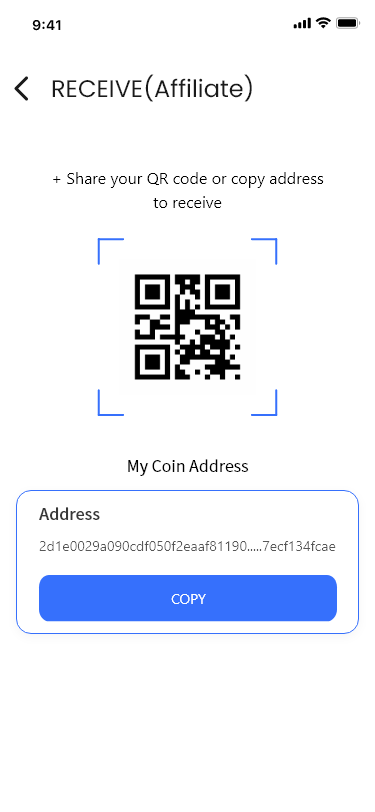 9:41
RECEIVE(Affiliate)
+ Share your QR code or copy address
to receive
My Coin Address
Address
2d1e0029a090cdf050f2eaaf81190.....7ecf134fcae
COPY